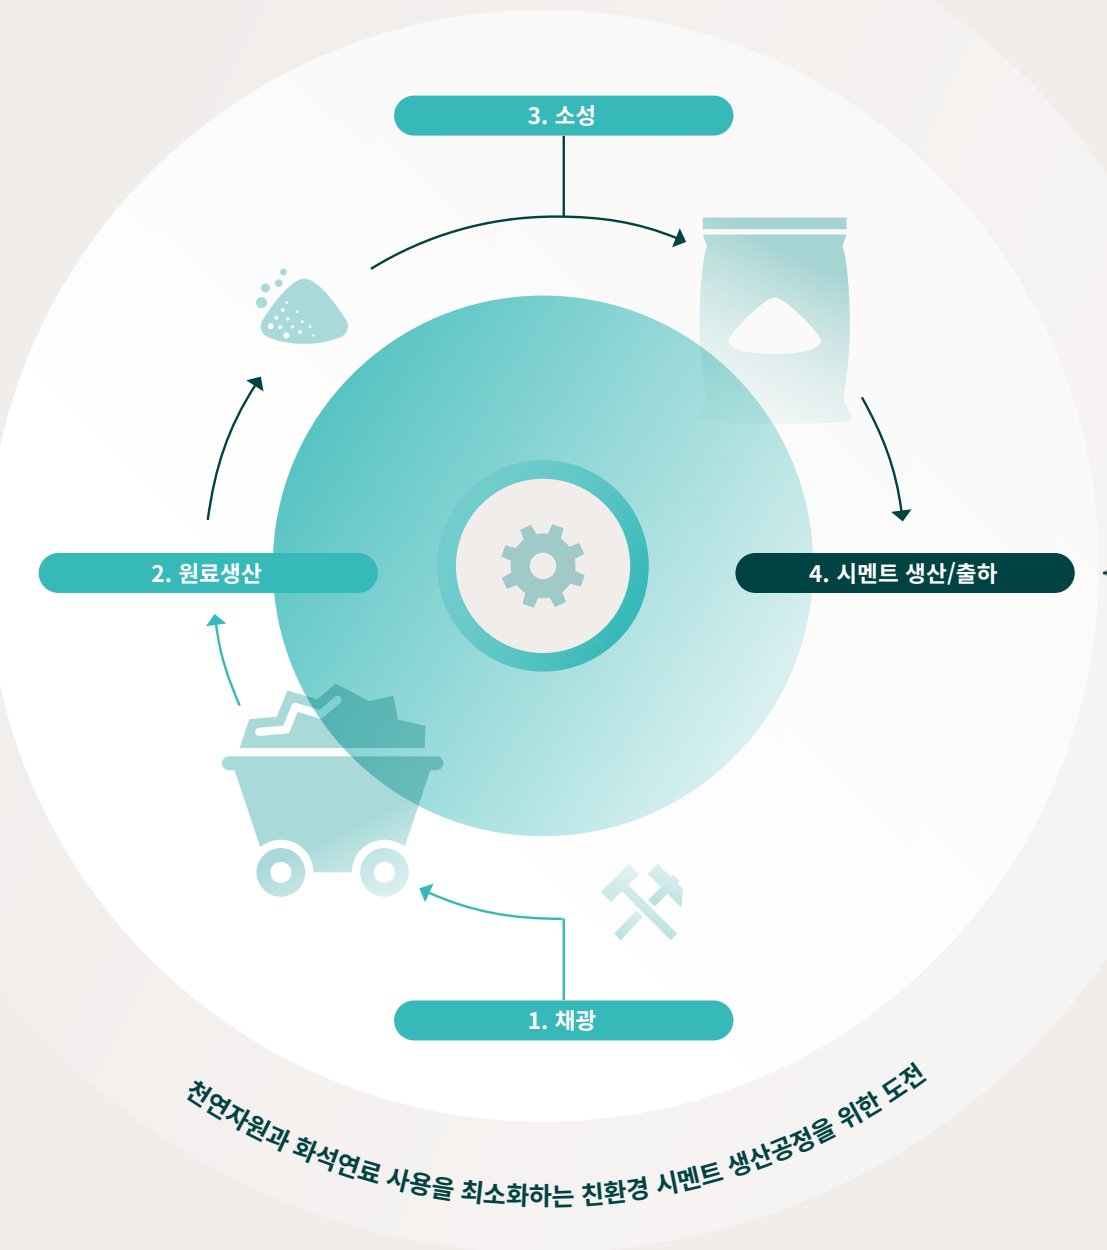 3. 소성
2. 원료생산
4. 시멘트 생산/출하
1. 채광
천연자원과 화석연료 사용을 최소화하는 친환경 시멘트 생산공정을 위한 도전